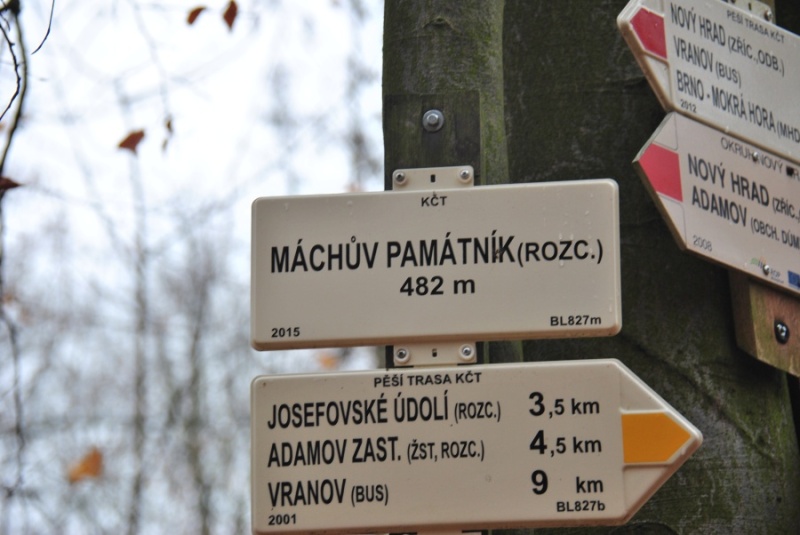 KČT
MÁCHŮV PAMÁTNÍK (ROZC.)
482 m
2015 BL827m
PĚŠÍ TRASA KČT
JOSEFOVSKÉ ÚDOLÍ (ROZC.) 3,5 km
ADAMOV ZAST. (ŽST, ROZC.) 4,5 km
VRANOV (BUS) 9 km
2001 BL827b
PĚŠÍ TRASA KČT
NOVÝ HRAD (ZŘÍC.,ODB.)
VRANOV (BUS)
BRNO - MOKRÁ HORA (MHD
2012
NOVÝ HRAD (ZŘÍC.,
ADAMOV (OBCH. DŮM
2008